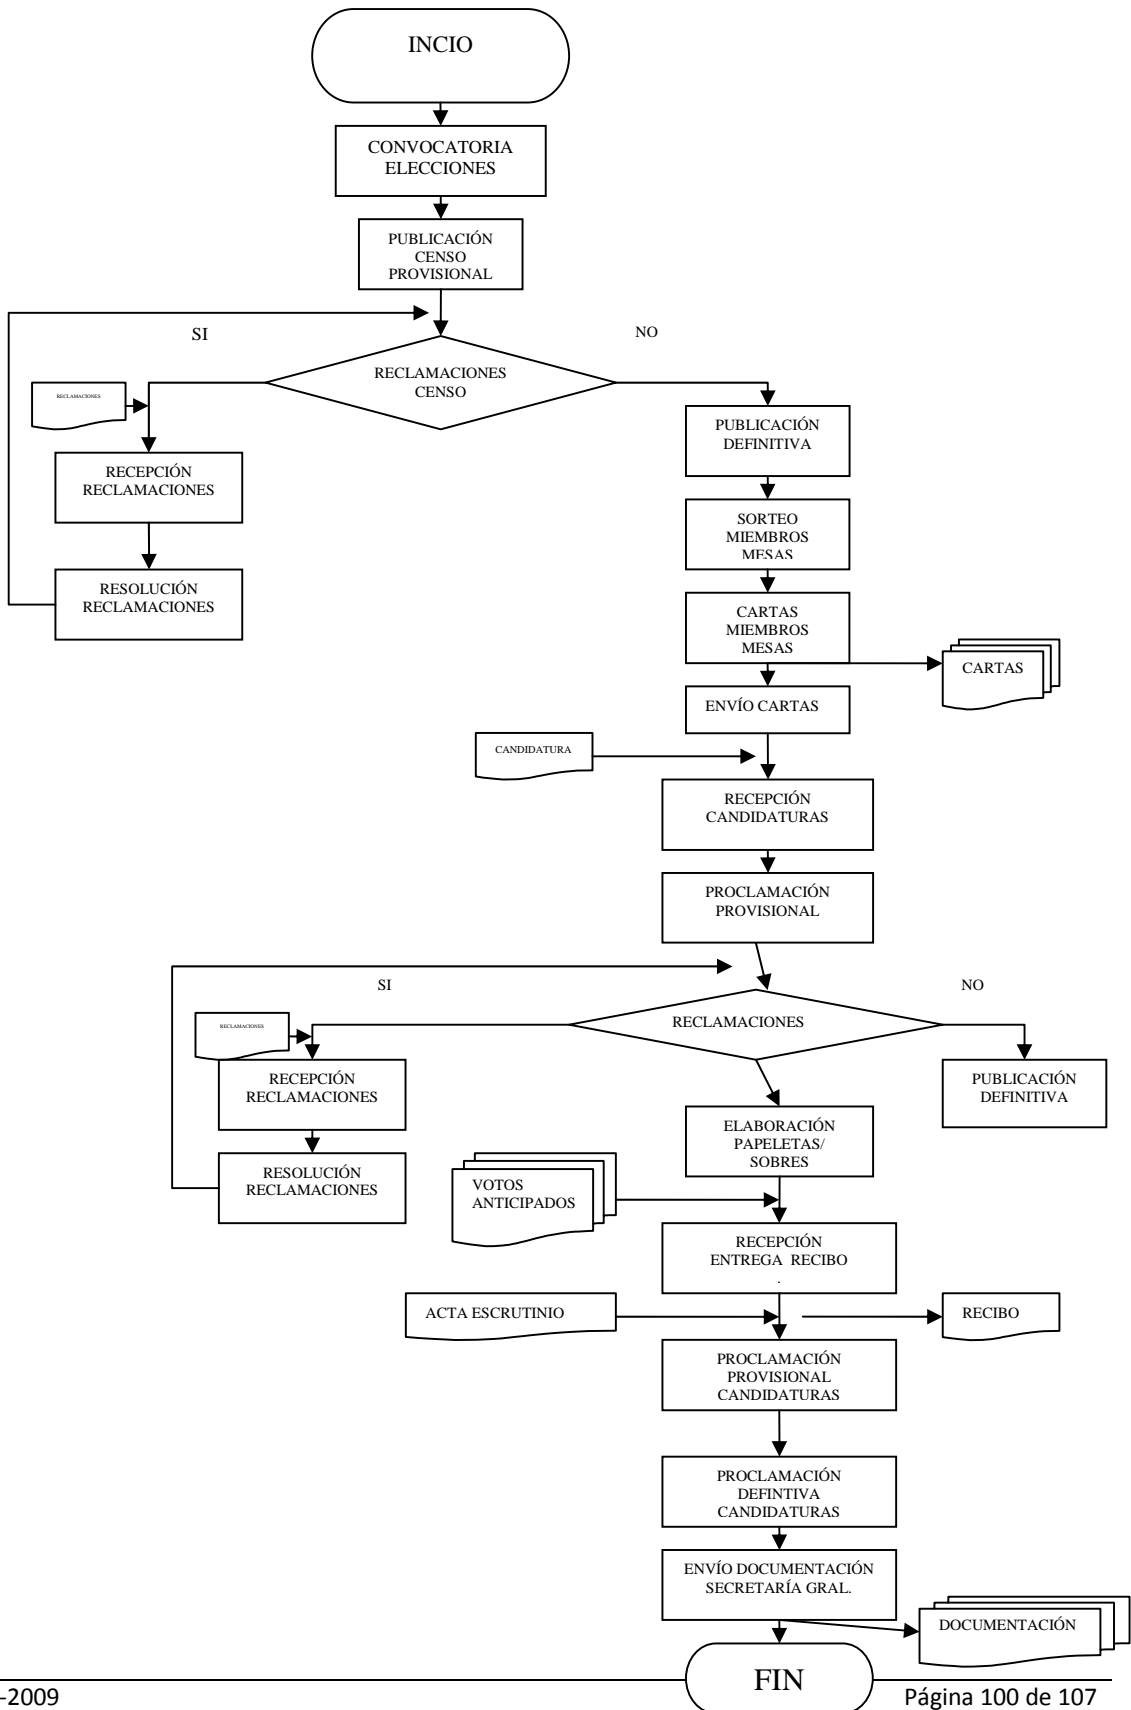 INCIO
CONVOCATORIA
ELECCIONES
PUBLICACIÓN
CENSO
PROVISIONAL
SI
NO
RECLAMACIONES
CENSO
RECLAMACIONES
PUBLICACIÓN
DEFINITIVA
RECEPCIÓN
RECLAMACIONES
SORTEO
MIEMBROS
MESAS
RESOLUCIÓN
RECLAMACIONES
CARTAS
MIEMBROS
MESAS
CARTAS
ENVÍO CARTAS
CANDIDATURA
RECEPCIÓN
CANDIDATURAS
PROCLAMACIÓN
PROVISIONAL
SI
NO
RECLAMACIONES
RECLAMACIONES
RECEPCIÓN
RECLAMACIONES
PUBLICACIÓN
DEFINITIVA
ELABORACIÓN
PAPELETAS/
SOBRES
RESOLUCIÓN
RECLAMACIONES
VOTOS
ANTICIPADOS
RECEPCIÓN
ENTREGA  RECIBO
.
ACTA ESCRUTINIO
RECIBO
PROCLAMACIÓN
PROVISIONAL
CANDIDATURAS
PROCLAMACIÓN
DEFINTIVA
CANDIDATURAS
ENVÍO DOCUMENTACIÓN
SECRETARÍA GRAL.
DOCUMENTACIÓN
FIN
-2009
Página 100 de 107